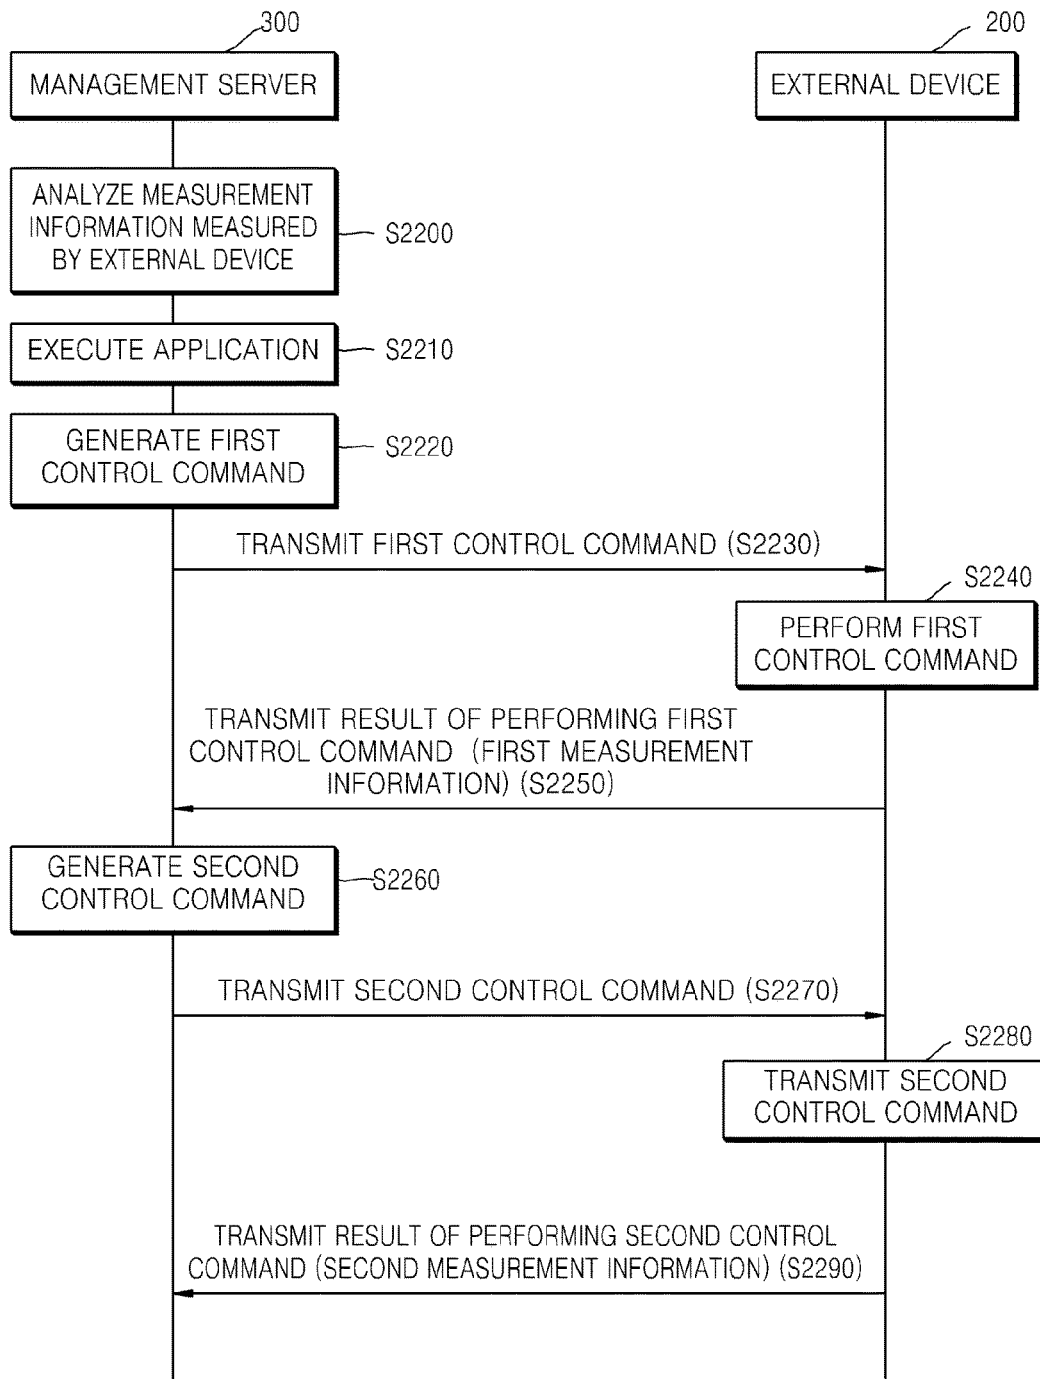 300
200
MANAGEMENT SERVER
EXTERNAL DEVICE
ANALYZE MEASUREMENT
INFORMATION MEASURED
BY EXTERNAL DEVICE
S2200
EXECUTE APPLICATION
S2210
GENERATE FIRST
CONTROL COMMAND
S2220
TRANSMIT FIRST CONTROL COMMAND (S2230)
S2240
PERFORM FIRST
CONTROL COMMAND
TRANSMIT RESULT OF PERFORMING FIRST
CONTROL COMMAND (FIRST MEASUREMENT
INFORMATION) (S2250)
GENERATE SECOND
CONTROL COMMAND
S2260
TRANSMIT SECOND CONTROL COMMAND (S2270)
S2280
TRANSMIT SECOND
CONTROL COMMAND
TRANSMIT RESULT OF PERFORMING SECOND CONTROL
COMMAND (SECOND MEASUREMENT INFORMATION) (S2290)